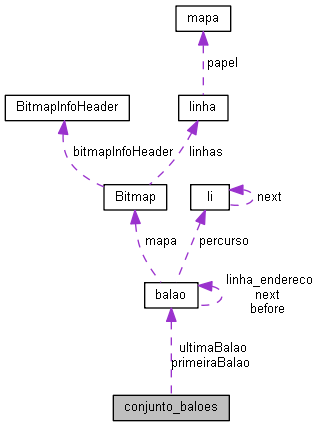 mapa
papel
BitmapInfoHeader
linha
bitmapInfoHeader
linhas
Bitmap
li
next
mapa
percurso
balao
linha_endereco
next
before
ultimaBalao
primeiraBalao
conjunto_baloes